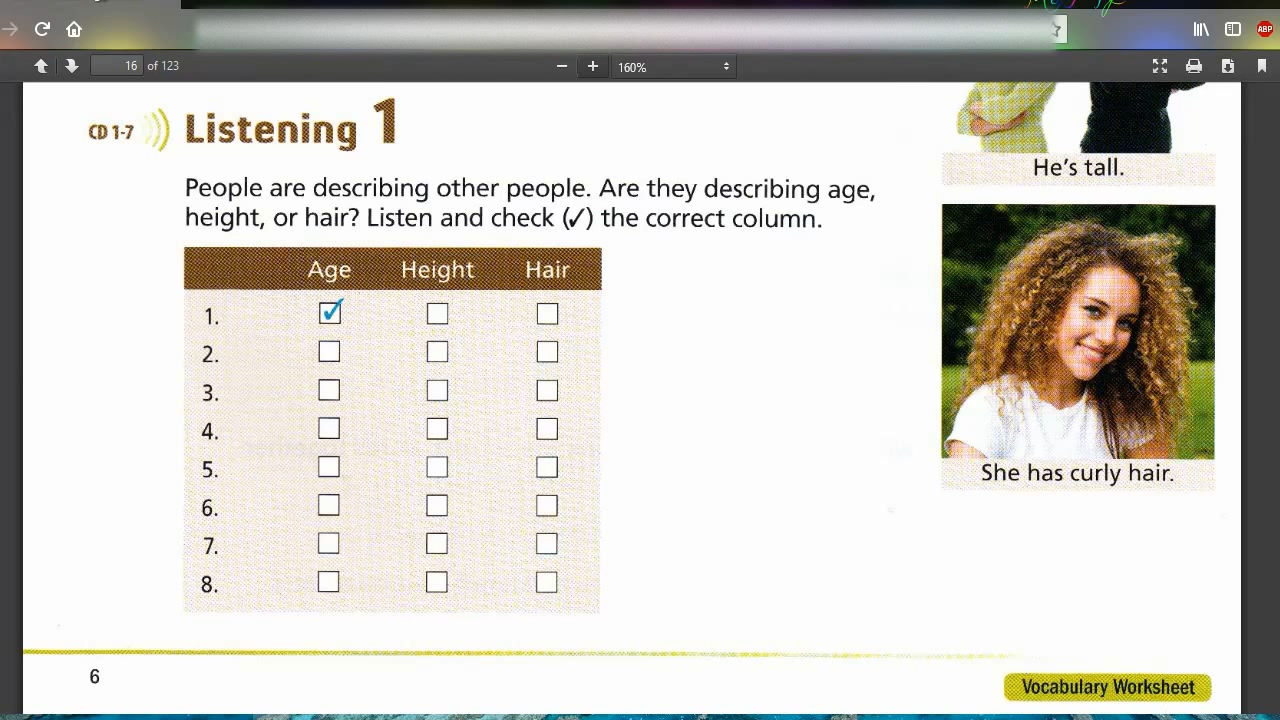 16 of 123
160%
ABP
CD 1-7
Listening 1
People are describing other people. Are they describing age,
height, or hair? Listen and check (✓) the correct column.
Age Height Hair
1. ✓
2.
3.
4.
5.
6.
7.
8.
He's tall.
She has curly hair.
6
Vocabulary Worksheet